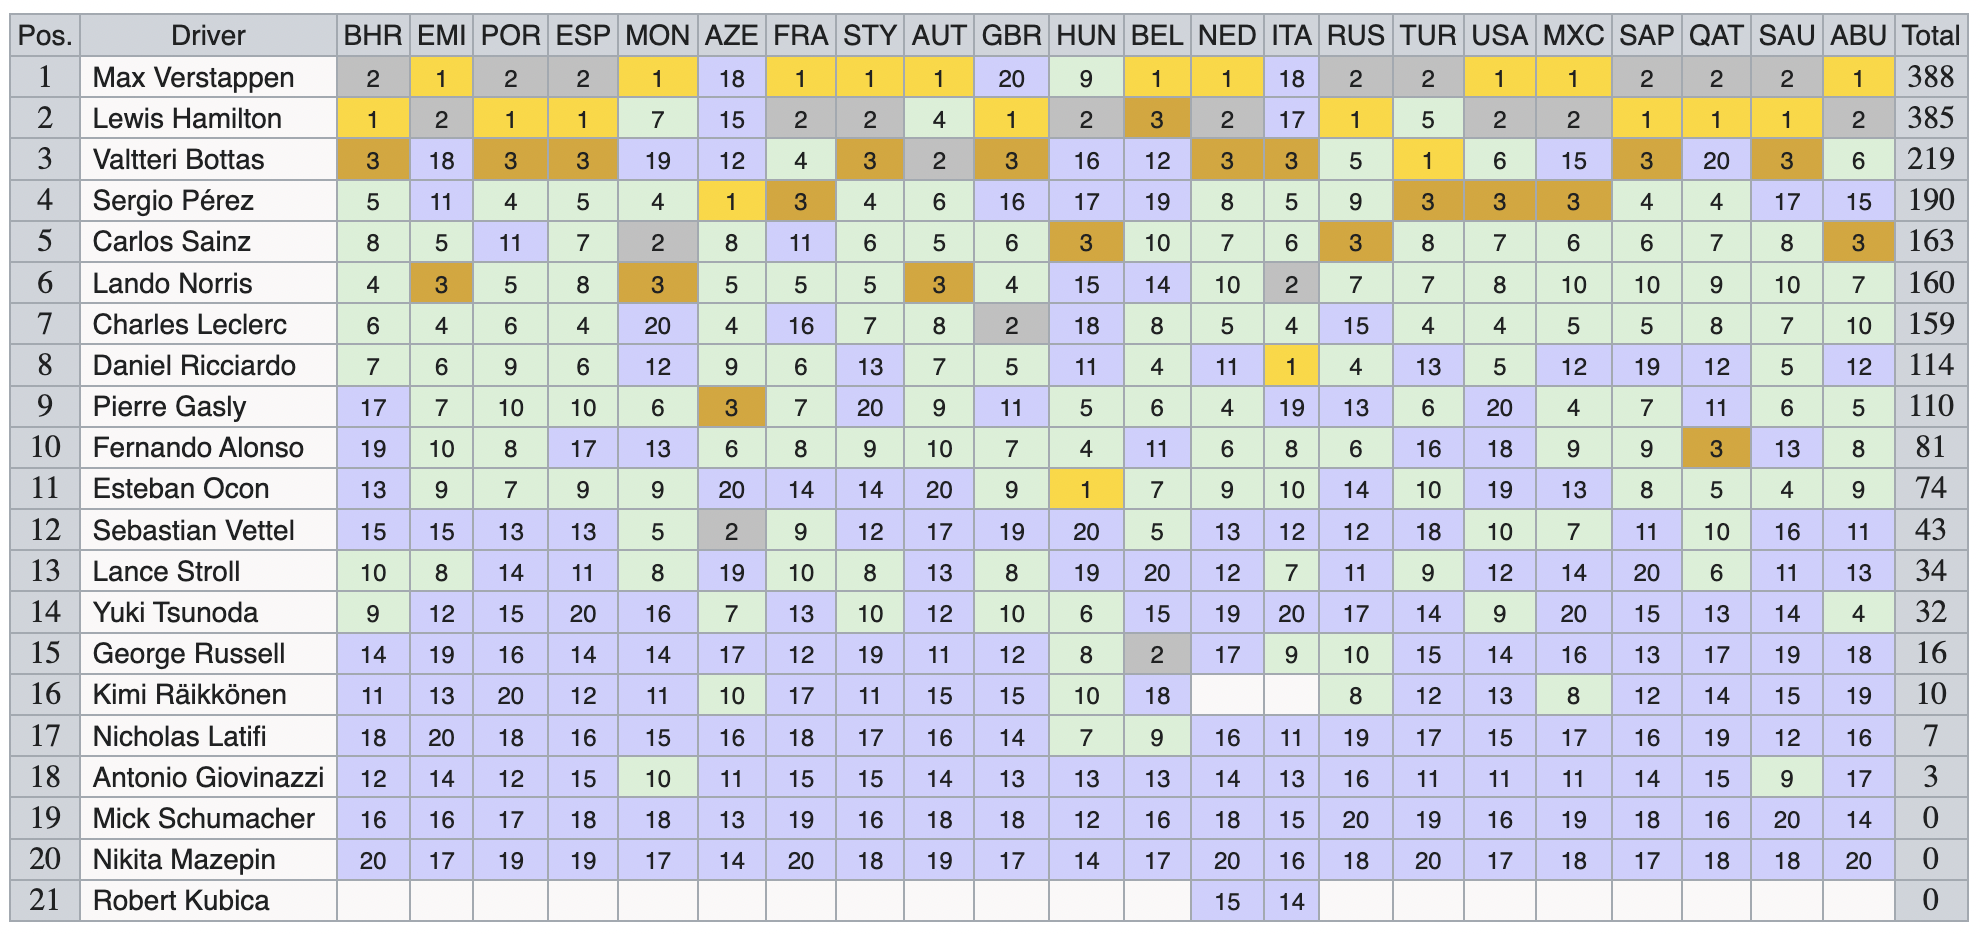 Pos. Driver BHR EMI POR ESP MON AZE FRA STY AUT GBR HUN BEL NED ITA RUS TUR USA MXC SAP QAT SAU ABU Total
1 Max Verstappen 2 1 2 2 1 18 1 1 1 20 9 1 1 18 2 2 1 1 2 2 2 1 388
2 Lewis Hamilton 1 2 1 1 7 15 2 2 4 1 2 3 2 17 1 5 2 2 1 1 1 2 385
3 Valtteri Bottas 3 18 3 3 19 12 4 3 2 3 16 12 3 3 5 1 6 15 3 20 3 6 219
4 Sergio Pérez 5 11 4 5 4 1 3 4 6 16 17 19 8 5 9 3 3 3 4 4 17 15 190
5 Carlos Sainz 8 5 11 7 2 8 11 6 5 6 3 10 7 6 3 8 7 6 6 7 8 3 163
6 Lando Norris 4 3 5 8 3 5 5 5 3 4 15 14 10 2 7 7 8 10 10 9 10 7 160
7 Charles Leclerc 6 4 6 4 20 4 16 7 8 2 18 8 5 4 15 4 4 5 5 8 7 10 159
8 Daniel Ricciardo 7 6 9 6 12 9 6 13 7 5 11 4 11 1 4 13 5 12 19 12 5 12 114
9 Pierre Gasly 17 7 10 10 6 3 7 20 9 11 5 6 4 19 13 6 20 4 7 11 6 5 110
10 Fernando Alonso 19 10 8 17 13 6 8 9 10 7 4 11 6 8 6 16 18 9 9 3 13 8 81
11 Esteban Ocon 13 9 7 9 9 20 14 14 20 9 1 7 9 10 14 10 19 13 8 5 4 9 74
12 Sebastian Vettel 15 15 13 13 5 2 9 12 17 19 20 5 13 12 12 18 10 7 11 10 16 11 43
13 Lance Stroll 10 8 14 11 8 19 10 8 13 8 19 20 12 7 11 9 12 14 20 6 11 13 34
14 Yuki Tsunoda 9 12 15 20 16 7 13 10 12 10 6 15 19 20 17 14 9 20 15 13 14 4 32
15 George Russell 14 19 16 14 14 17 12 19 11 12 8 2 17 9 10 15 14 16 13 17 19 18 16
16 Kimi Räikkönen 11 13 20 12 11 10 17 11 15 15 10 18 8 12 13 8 12 14 15 19 10
17 Nicholas Latifi 18 20 18 16 15 16 18 17 16 14 7 9 16 11 19 17 15 17 16 19 12 16 7
18 Antonio Giovinazzi 12 14 12 15 10 11 15 15 14 13 13 13 14 13 16 11 11 11 14 15 9 17 3
19 Mick Schumacher 16 16 17 18 18 13 19 16 18 18 12 16 18 15 20 19 16 19 18 16 20 14 0
20 Nikita Mazepin 20 17 19 19 17 14 20 18 19 17 14 17 20 16 18 20 17 18 17 18 18 20 0
21 Robert Kubica 15 14 0